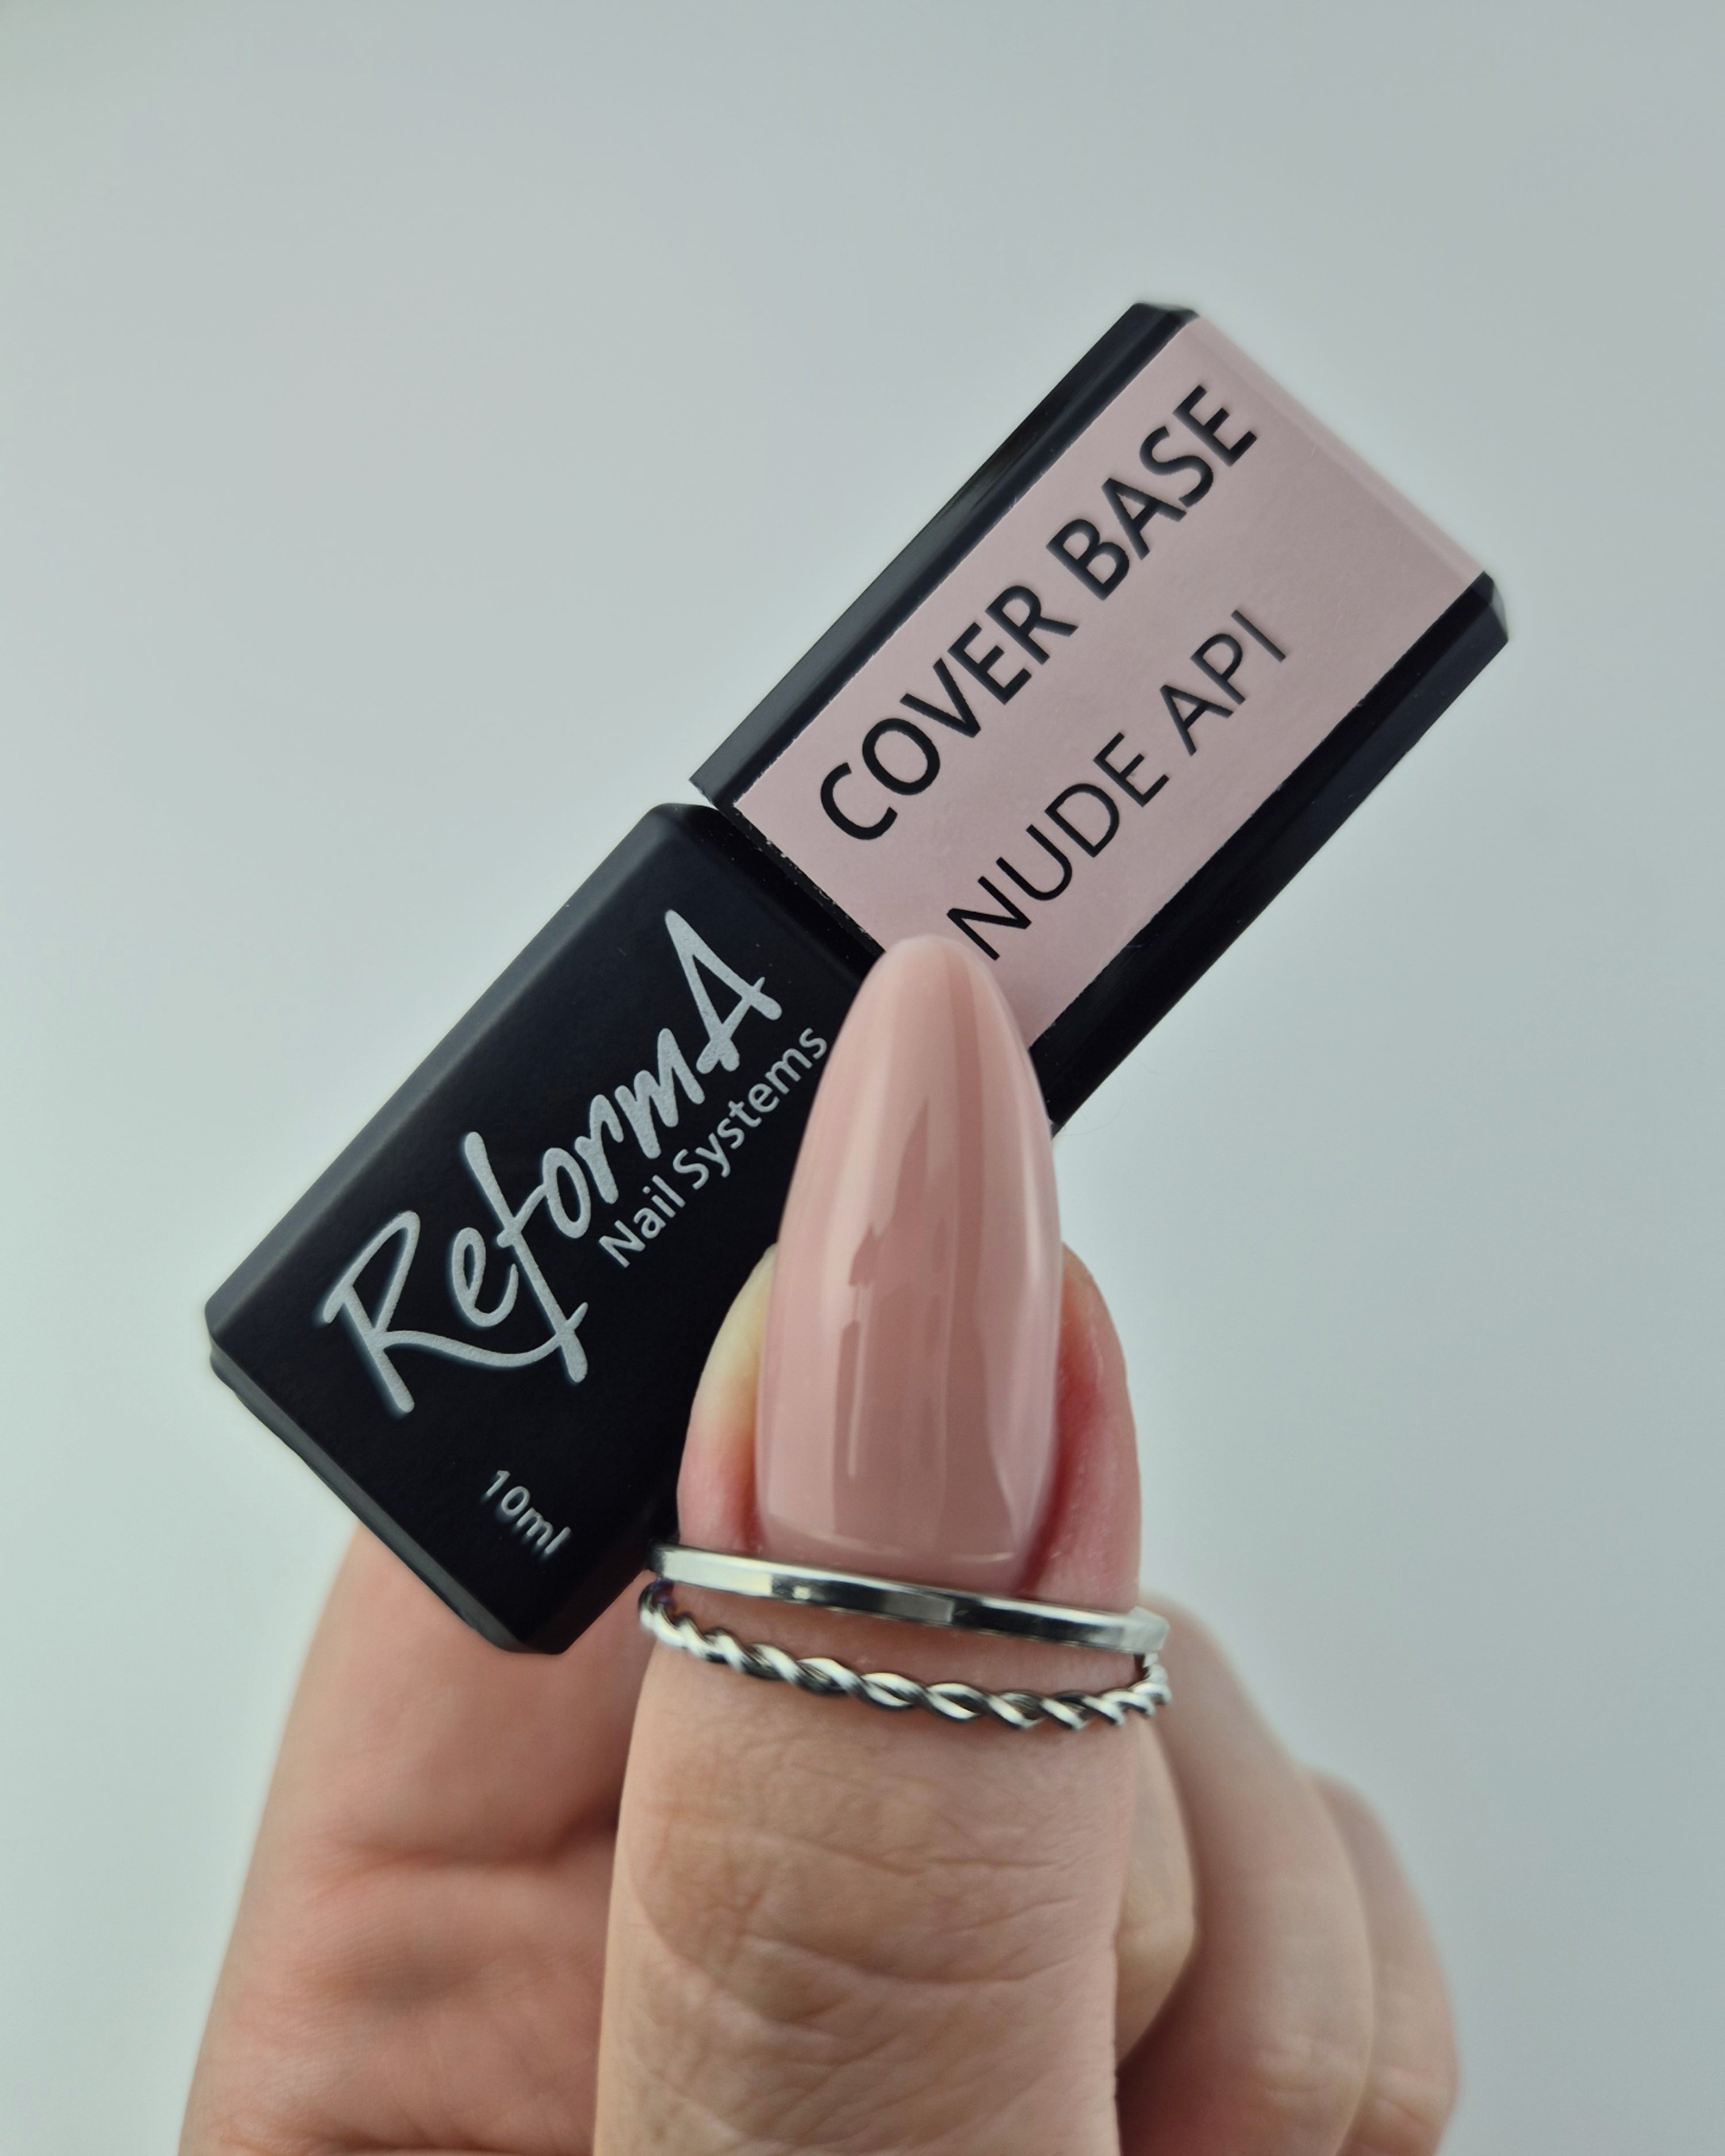 COVER BASE
NUDE API
ReformA
Nail Systems
10ml